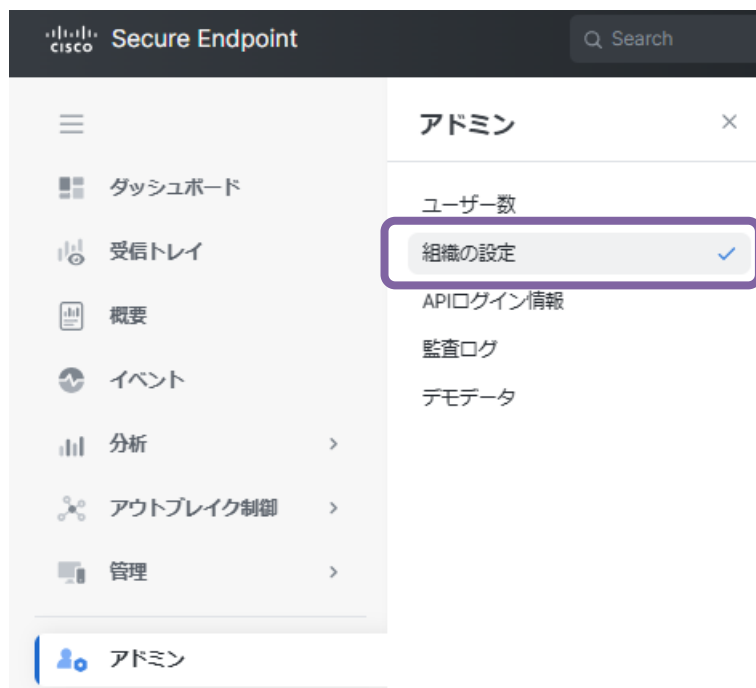 CISCO Secure Endpoint
Search
ダッシュボード
受信トレイ
概要
イベント
分析
アウトブレイク制御
管理
アドミン
アドミン
ユーザー数
組織の設定
APIログイン情報
監査ログ
デモデータ